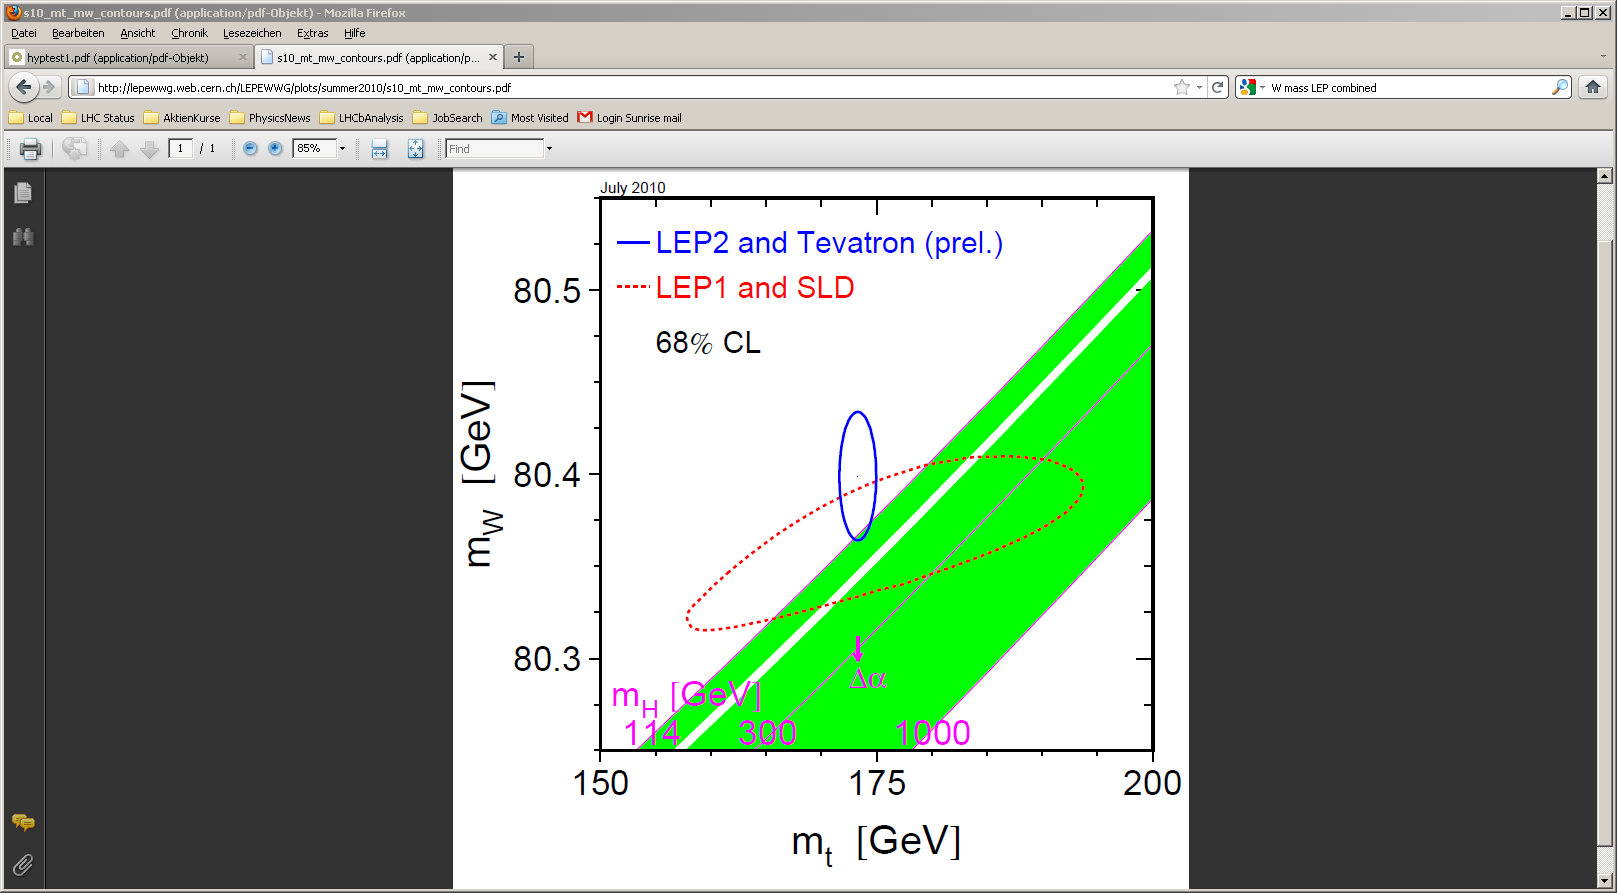 s10_mt_mw_contours.pdf (application/pdf-Objekt) - Mozilla Firefox
Datei Bearbeiten Ansicht Chronik Lesezeichen Extras Hilfe
hyptest1.pdf (application/pdf-Objekt)
s10_mt_mw_contours.pdf (application/p...
http://lepewwg.web.cern.ch/LEPEWWG/plots/summer2010/s10_mt_mw_contours.pdf
W mass LEP combined
Local LHC Status AktienKurse PhysicsNews LHCbAnalysis JobSearch Most Visited Login Sunrise mail
1 / 1 85% Find
July 2010
LEP2 and Tevatron (prel.)
LEP1 and SLD
68% CL
80.5
80.4
80.3
mW [GeV]
Δα
mH [GeV]
114 300 1000
150 175 200
mt [GeV]